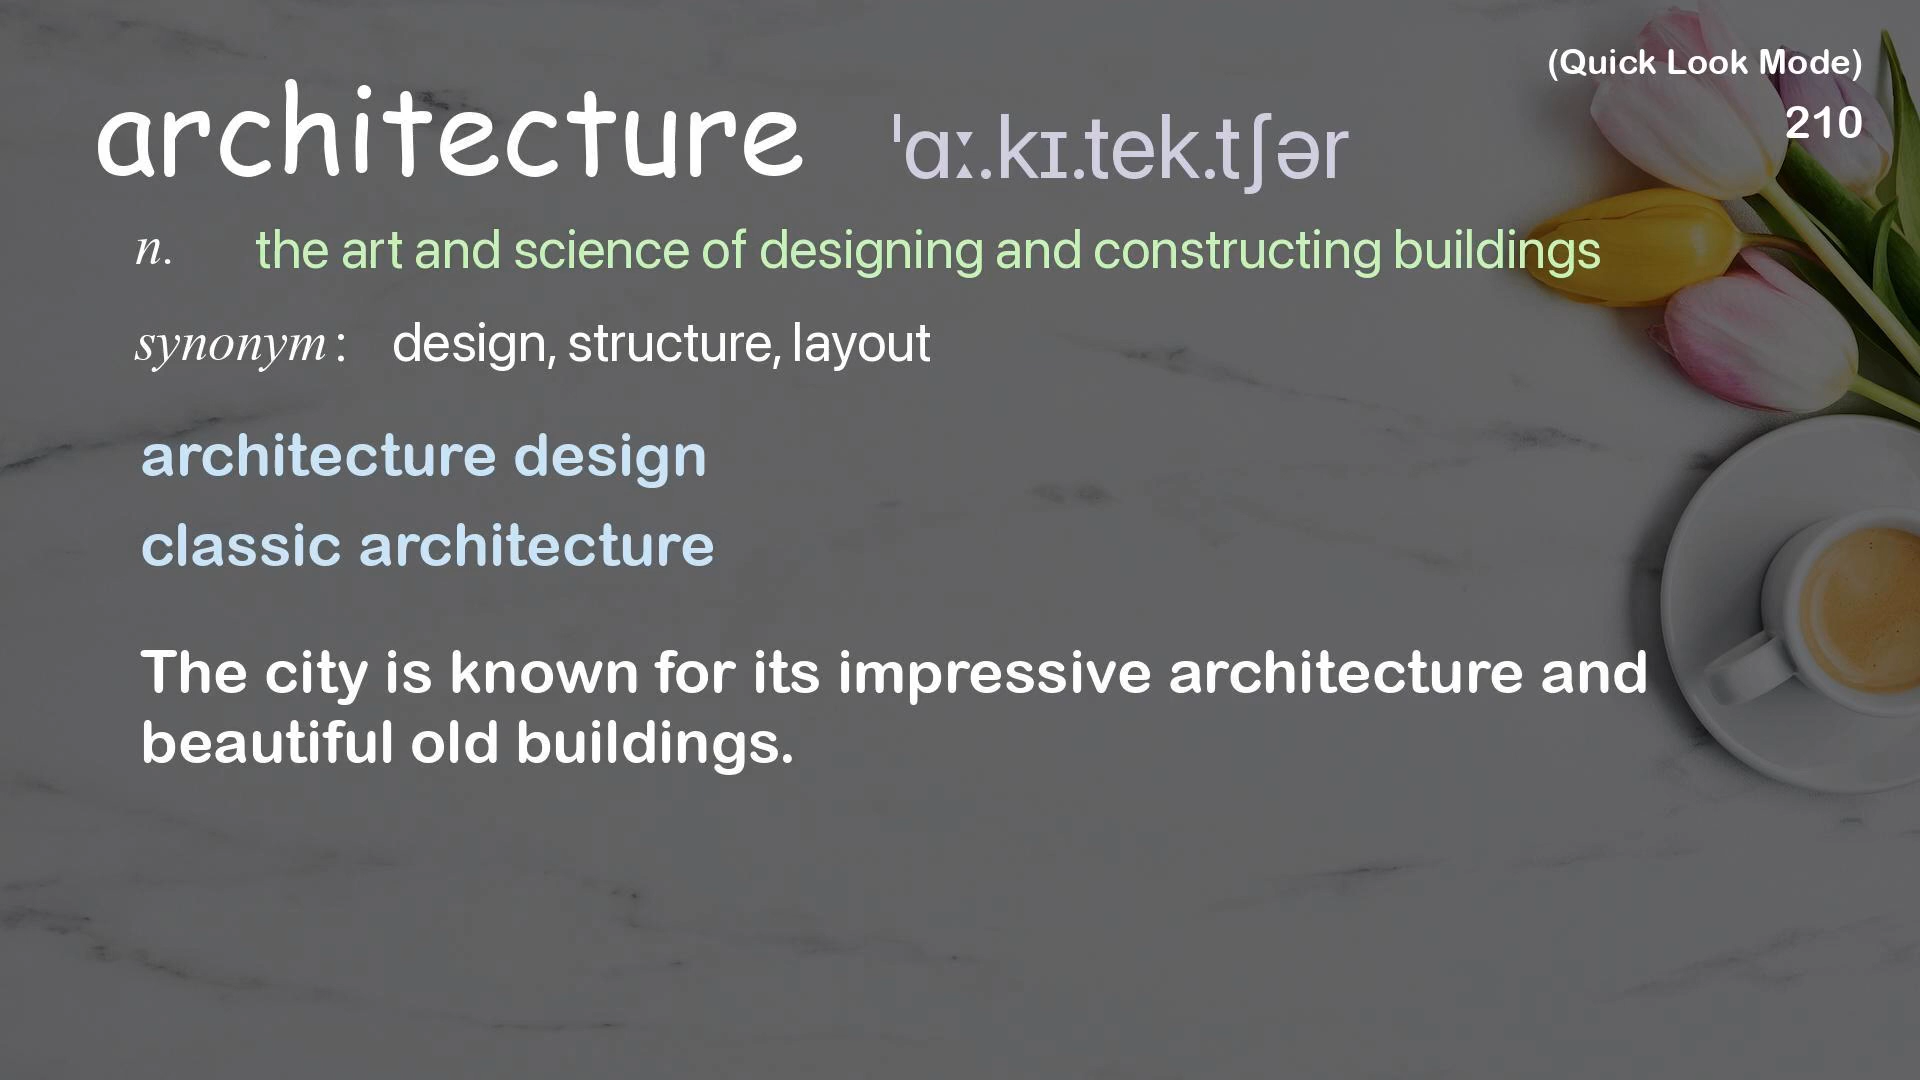 (Quick Look Mode)
210
architecture ˈɑː.kɪ.tek.tʃər
n. the art and science of designing and constructing buildings
synonym: design, structure, layout
architecture design
classic architecture
The city is known for its impressive architecture and
beautiful old buildings.